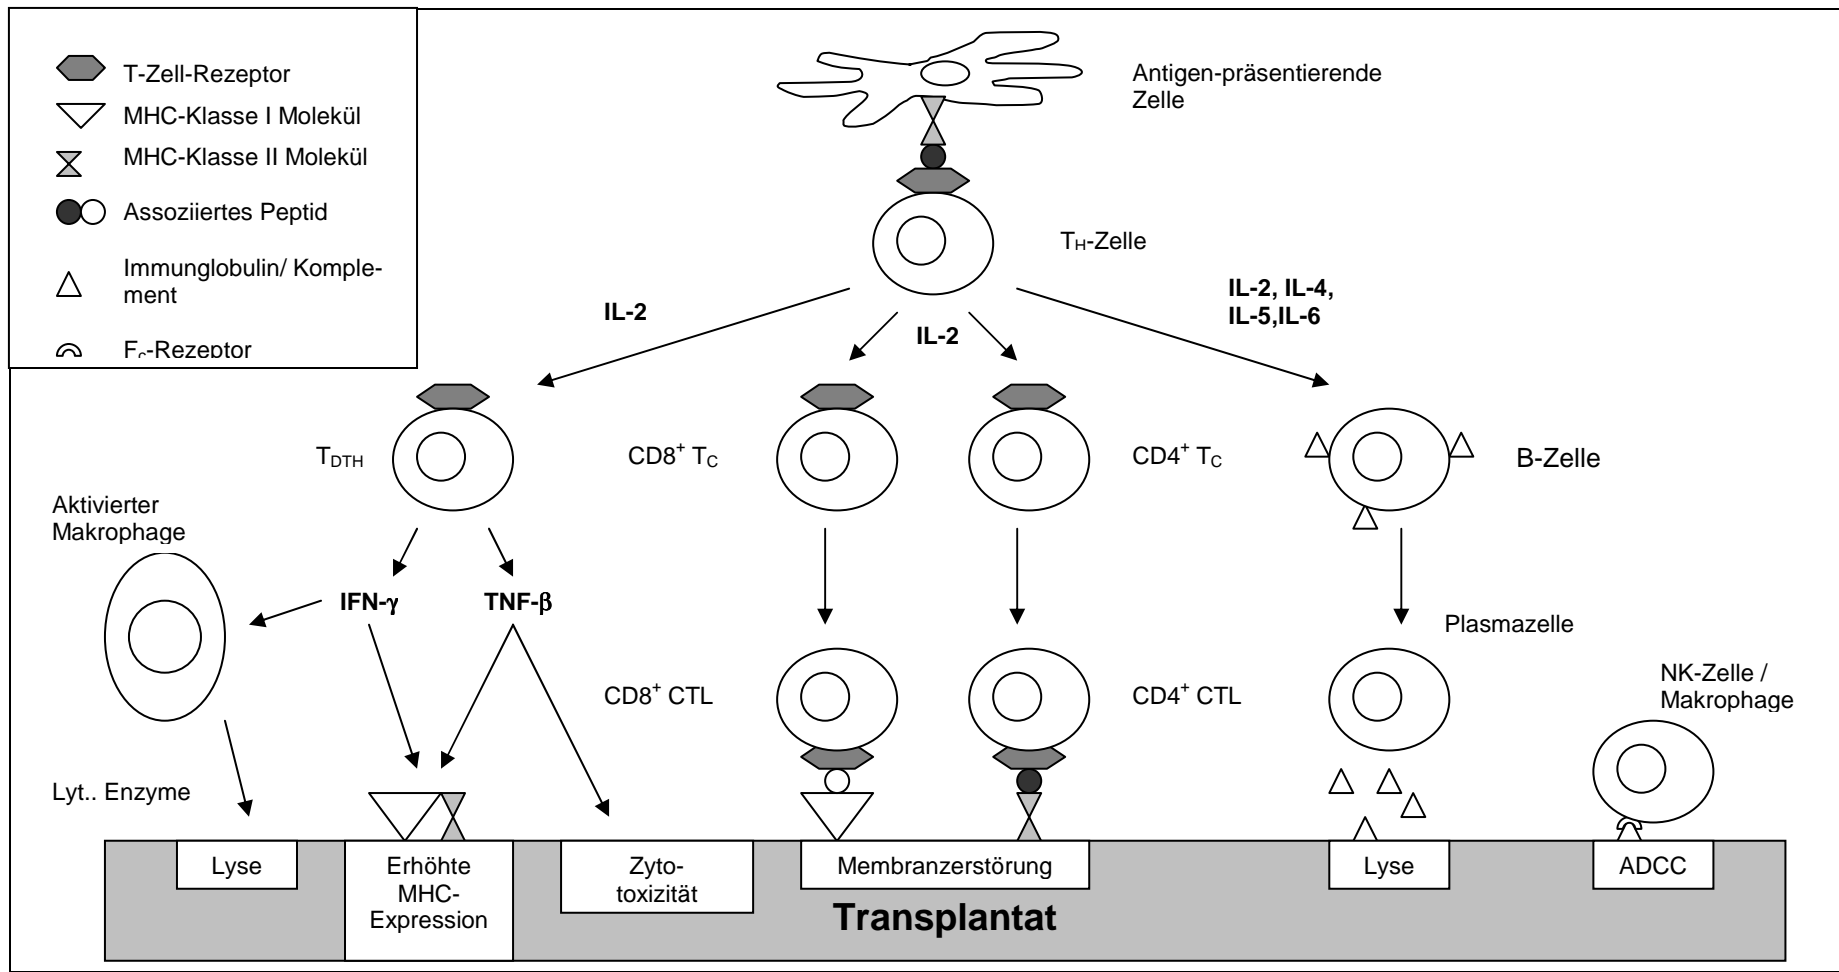 T-Zell-Rezeptor
MHC-Klasse I Molekül
MHC-Klasse II Molekül
Assoziiertes Peptid
Immunglobulin/ Komple-
ment
Fc-Rezeptor
Antigen-präsentierende
Zelle
TH-Zelle
IL-2
IL-2
IL-2, IL-4,
IL-5,IL-6
TDTH
CD8+ TC
CD4+ TC
B-Zelle
Aktivierter
Makrophage
IFN-γ
TNF-β
Plasmazelle
CD8+ CTL
CD4+ CTL
NK-Zelle /
Makrophage
Lyt.. Enzyme
Lyse
Erhöhte
MHC-
Expression
Zyto-
toxizität
Membranzerstörung
Lyse
ADCC
Transplantat